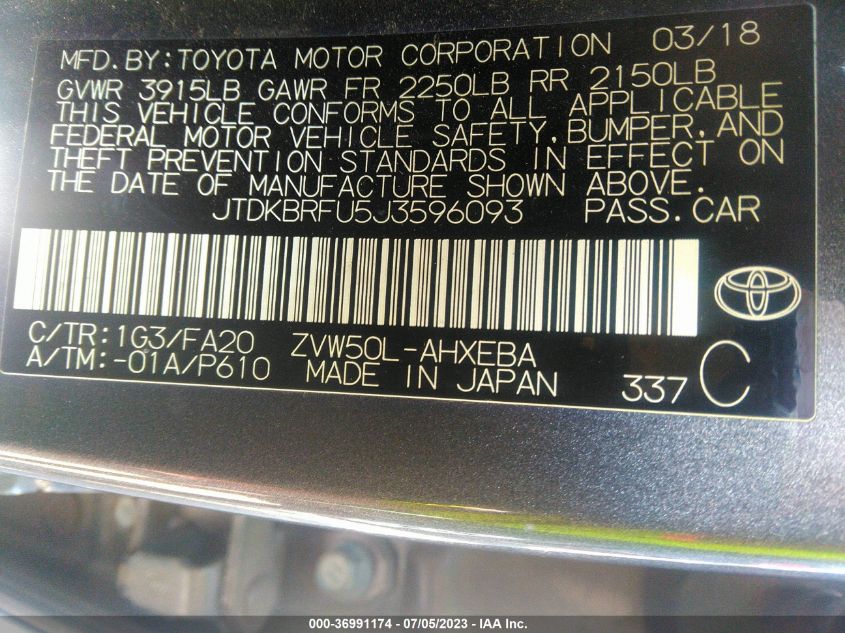 MFD.BY:TOYOTA MOTOR CORPORATION 03/18
GVWR 3915LB GAWR FR 2250LB RR 2150LB
THIS VEHICLE CONFORMS TO ALL APPLICABLE
FEDERAL MOTOR VEHICLE SAFETY,BUMPER,AND
THEFT PREVENTION STANDARDS IN EFFECT ON
THE DATE OF MANUFACTURE SHOWN ABOVE.
JTDKBRFU5J3596093 PASS.CAR
C/TR:1G3/FA20 ZVW50L-AHXEBA
A/TM:-01A/P610 MADE IN JAPAN 337 C
000-36991174 / 07/05/2023 - IAA Inc.